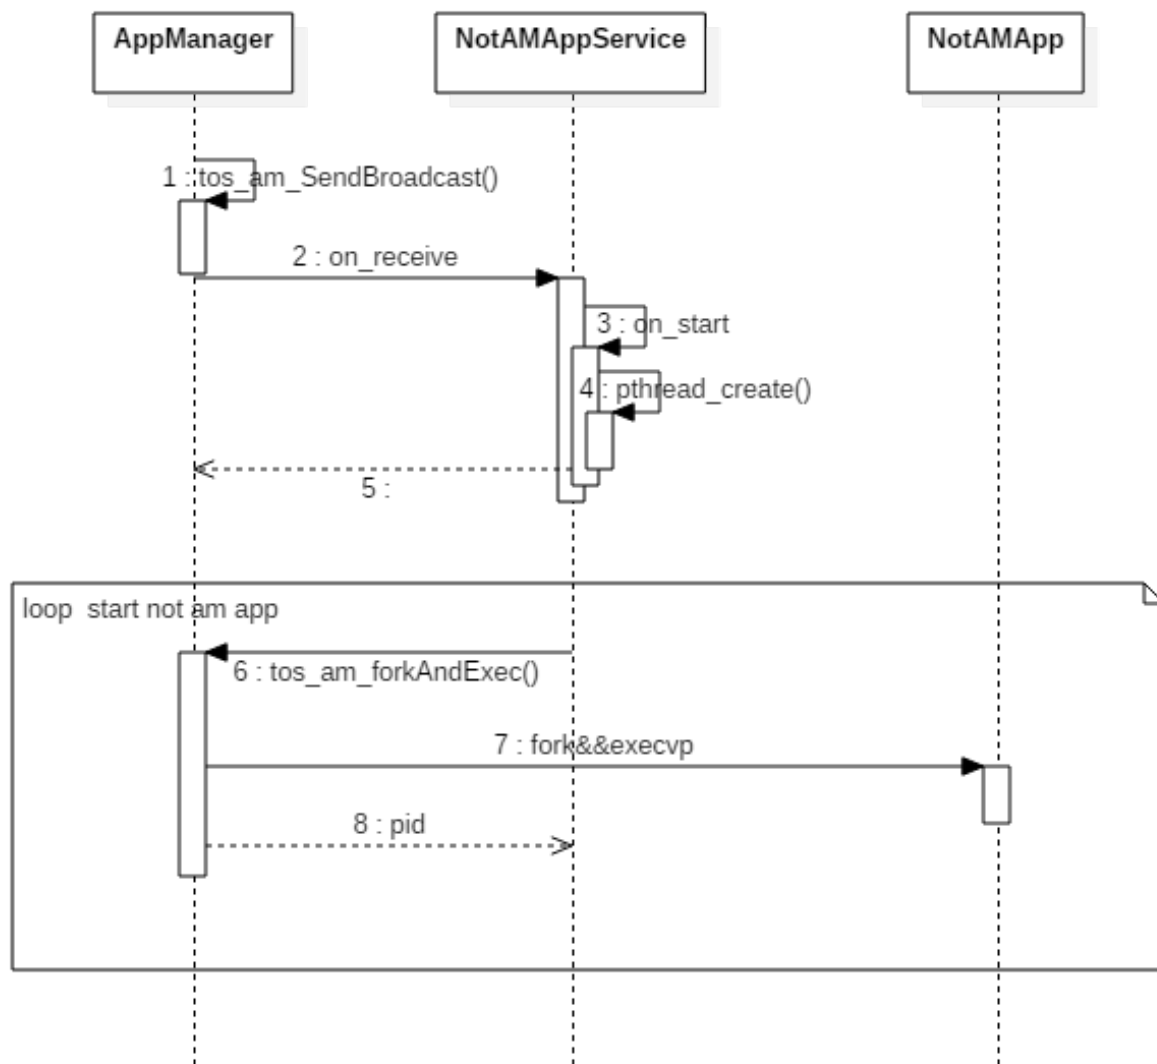 AppManager
NotAMAppService
NotAMApp
1 : tos_am_SendBroadcast()
2 : on_receive
3 : on_start
4 : pthread_create()
5 :
loop  start not am app
6 : tos_am_forkAndExec()
7 : fork&&execvp
8 : pid